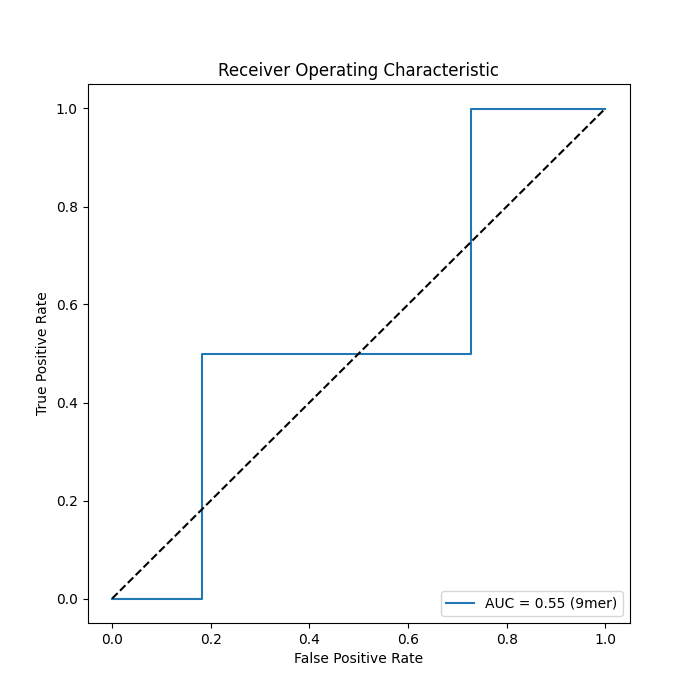 Receiver Operating Characteristic
1.0
0.8
0.6
0.4
0.2
0.0
True Positive Rate
0.0 0.2 0.4 0.6 0.8 1.0
False Positive Rate
AUC = 0.55 (9mer)